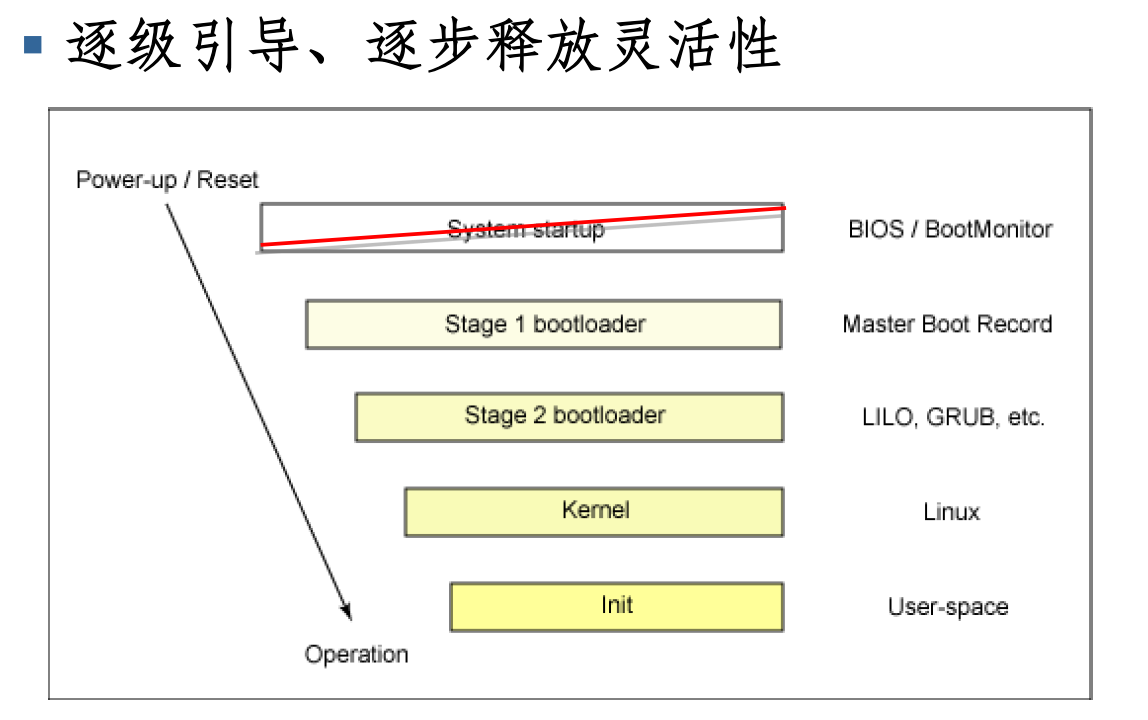 逐级引导、逐步释放灵活性
Power-up / Reset
System startup
BIOS / BootMonitor
Stage 1 bootloader
Master Boot Record
Stage 2 bootloader
LILO, GRUB, etc.
Kernel
Linux
Init
User-space
Operation